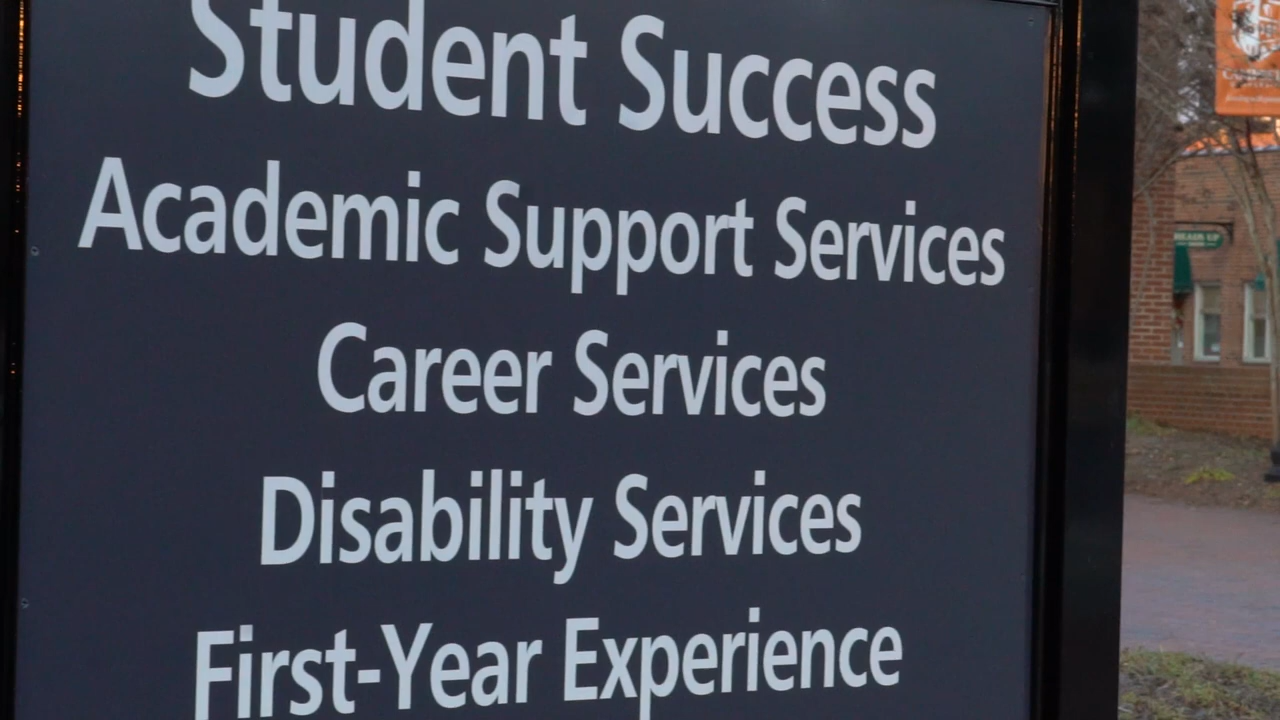 Student Success
Academic Support Services
Career Services
Disability Services
First-Year Experience